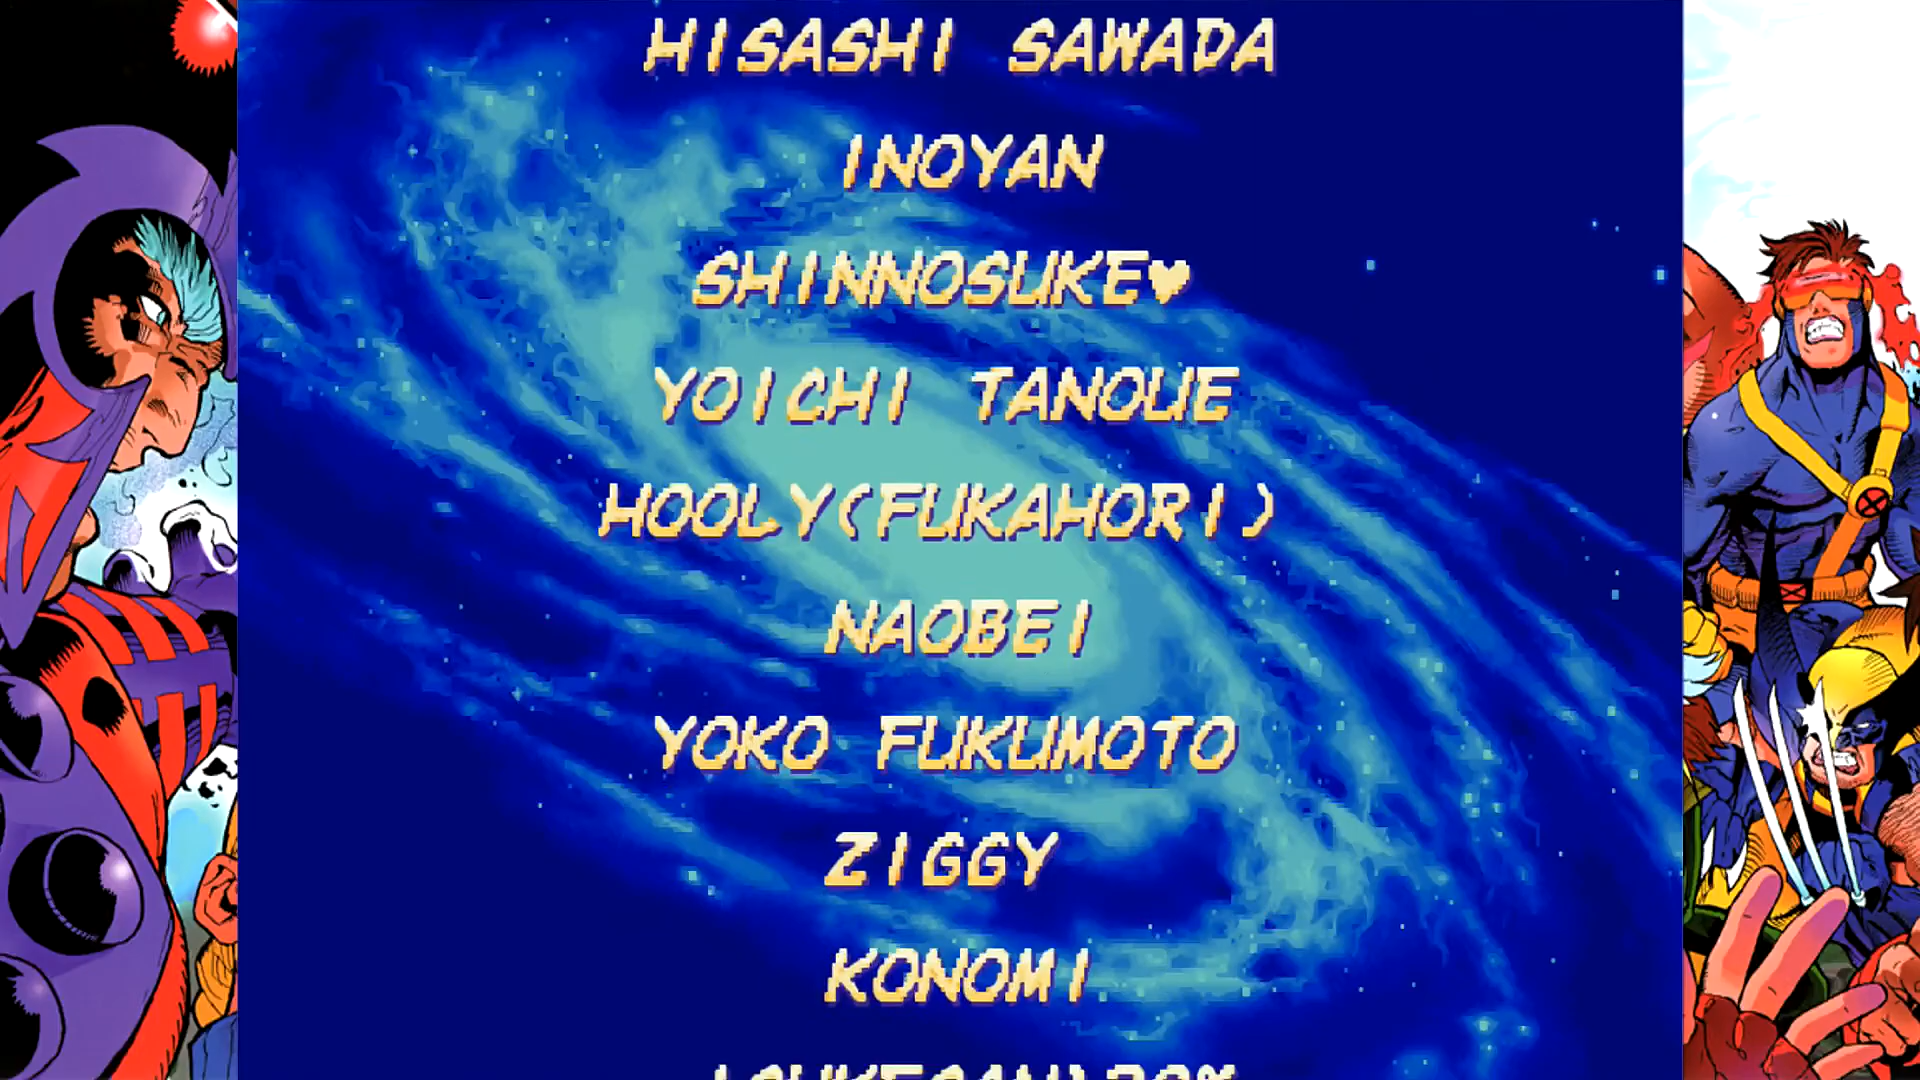 HISASHI SAWADA
INOYAN
SHINNOSUKE♥
YOICHI TANOUE
HOOLY(FUKAHORI)
NAOBEI
YOKO FUKUMOTO
ZIGGY
KONOMI